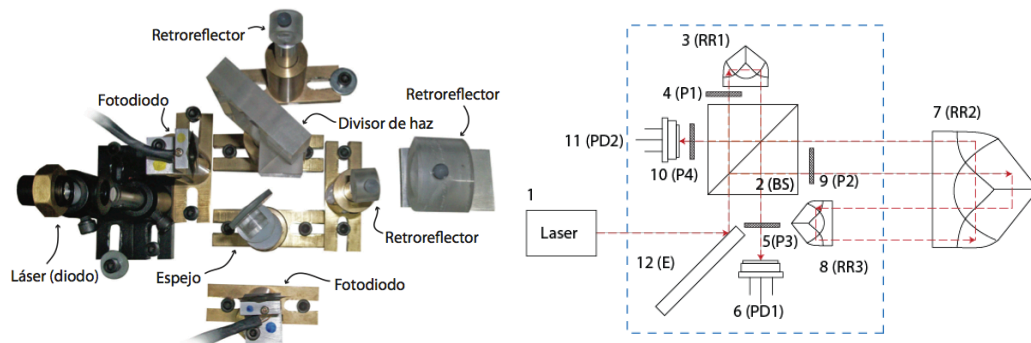 Retroreflector
Fotodiodo
Retroreflector
Divisor de haz
Retroreflector
Espejo
Láser (diodo)
Fotodiodo
3 (RR1)
4 (P1)
7 (RR2)
11 (PD2)
10 (P4)
2 (BS)
9 (P2)
1
Laser
5(P3)
12 (E)
8 (RR3)
6 (PD1)